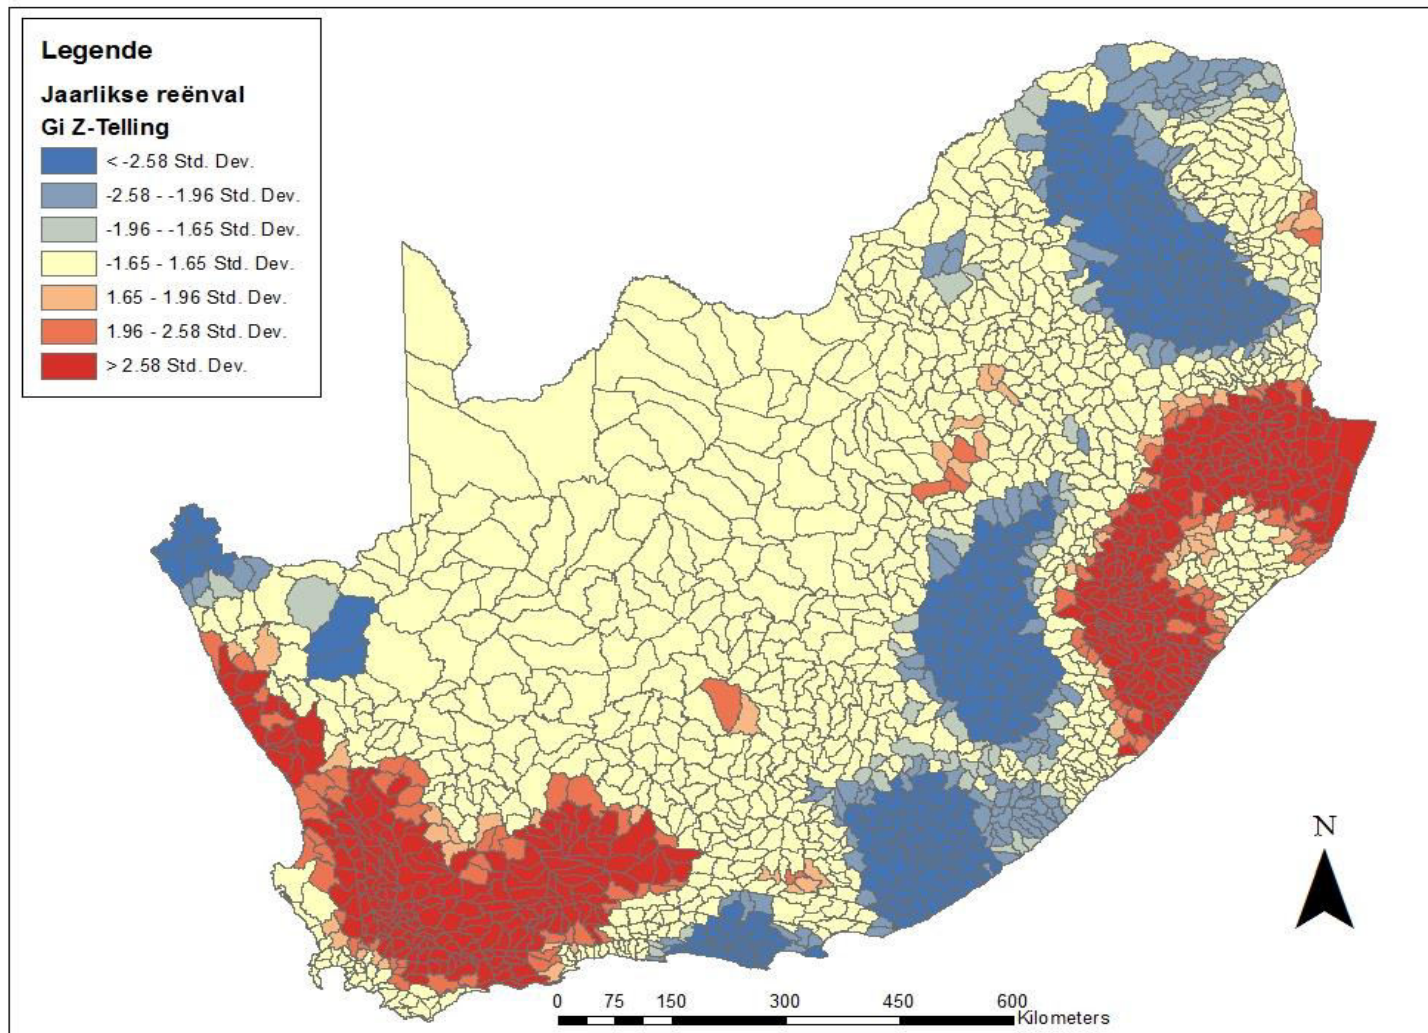 Legende
Jaarlikse reënval
Gi Z-Telling
< -2.58 Std. Dev.
-2.58 - -1.96 Std. Dev.
-1.96 - -1.65 Std. Dev.
-1.65 - 1.65 Std. Dev.
1.65 - 1.96 Std. Dev.
1.96 - 2.58 Std. Dev.
> 2.58 Std. Dev.
N
0 75 150 300 450 600
Kilometers